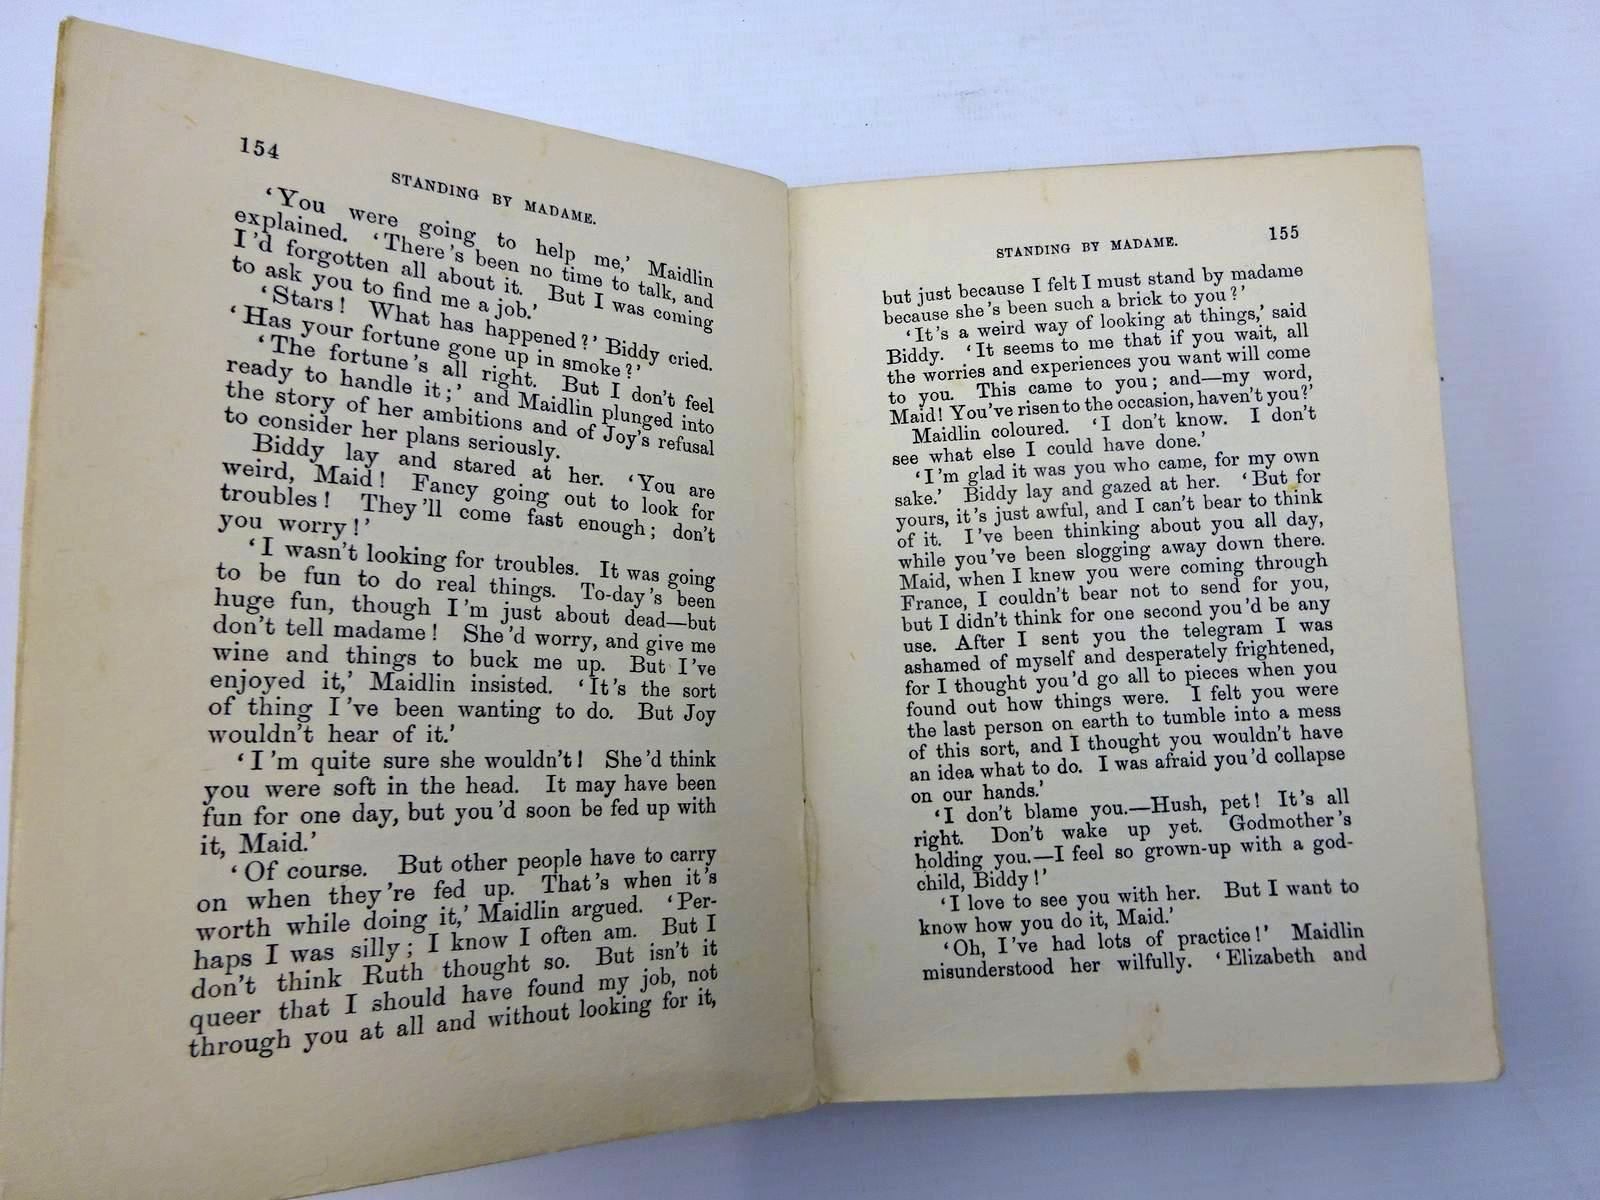 154
STANDING BY MADAME.
‘You were going to help me,’ Maidlin
explained. ‘There’s been no time to talk, and
I’d forgotten all about it. But I was coming
to ask you to find me a job.’
‘Stars! What has happened?’ Biddy cried.
‘Has your fortune gone up in smoke?’
‘The fortune’s all right. But I don’t feel
ready to handle it;’ and Maidlin plunged into
the story of her ambitions and of Joy’s refusal
to consider her plans seriously.
Biddy lay and stared at her. ‘You are
weird, Maid! Fancy going out to look for
troubles! They’ll come fast enough; don’t
you worry!’
‘I wasn’t looking for troubles. It was going
to be fun to do real things. To-day’s been
huge fun, though I’m just about dead—but
don’t tell madame! She’d worry, and give me
wine and things to buck me up. But I’ve
enjoyed it,’ Maidlin insisted. ‘It’s the sort
of thing I’ve been wanting to do. But Joy
wouldn’t hear of it.’
‘I’m quite sure she wouldn’t! She’d think
you were soft in the head. It may have been
fun for one day, but you’d soon be fed up with
it, Maid.’
‘Of course. But other people have to carry
on when they’re fed up. That’s when it’s
worth while doing it,’ Maidlin argued. ‘Per-
haps I was silly; I know I often am. But I
don’t think Ruth thought so. But isn’t it
queer that I should have found my job, not
through you at all and without looking for it,
STANDING BY MADAME. 155
but just because I felt I must stand by madame
because she’s been such a brick to you?’
‘It’s a weird way of looking at things,’ said
Biddy. ‘It seems to me that if you wait, all
the worries and experiences you want will come
to you. This came to you; and—my word,
Maid! You’ve risen to the occasion, haven’t you?’
Maidlin coloured. ‘I don’t know. I don’t
see what else I could have done.’
‘I’m glad it was you who came, for my own
sake.’ Biddy lay and gazed at her. ‘But for
yours, it’s just awful, and I can’t bear to think
of it. I’ve been thinking about you all day,
while you’ve been slogging away down there.
Maid, when I knew you were coming through
France, I couldn’t bear not to send for you,
but I didn’t think for one second you’d be any
use. After I sent you the telegram I was
ashamed of myself and desperately frightened,
for I thought you’d go all to pieces when you
found out how things were. I felt you were
the last person on earth to tumble into a mess
of this sort, and I thought you wouldn’t have
an idea what to do. I was afraid you’d collapse
on our hands.’
‘I don’t blame you.—Hush, pet! It’s all
right. Don’t wake up yet. Godmother’s
holding you.—I feel so grown-up with a god-
child, Biddy!’
‘I love to see you with her. But I want to
know how you do it, Maid.’
‘Oh, I’ve had lots of practice!’ Maidlin
misunderstood her wilfully. ‘Elizabeth and